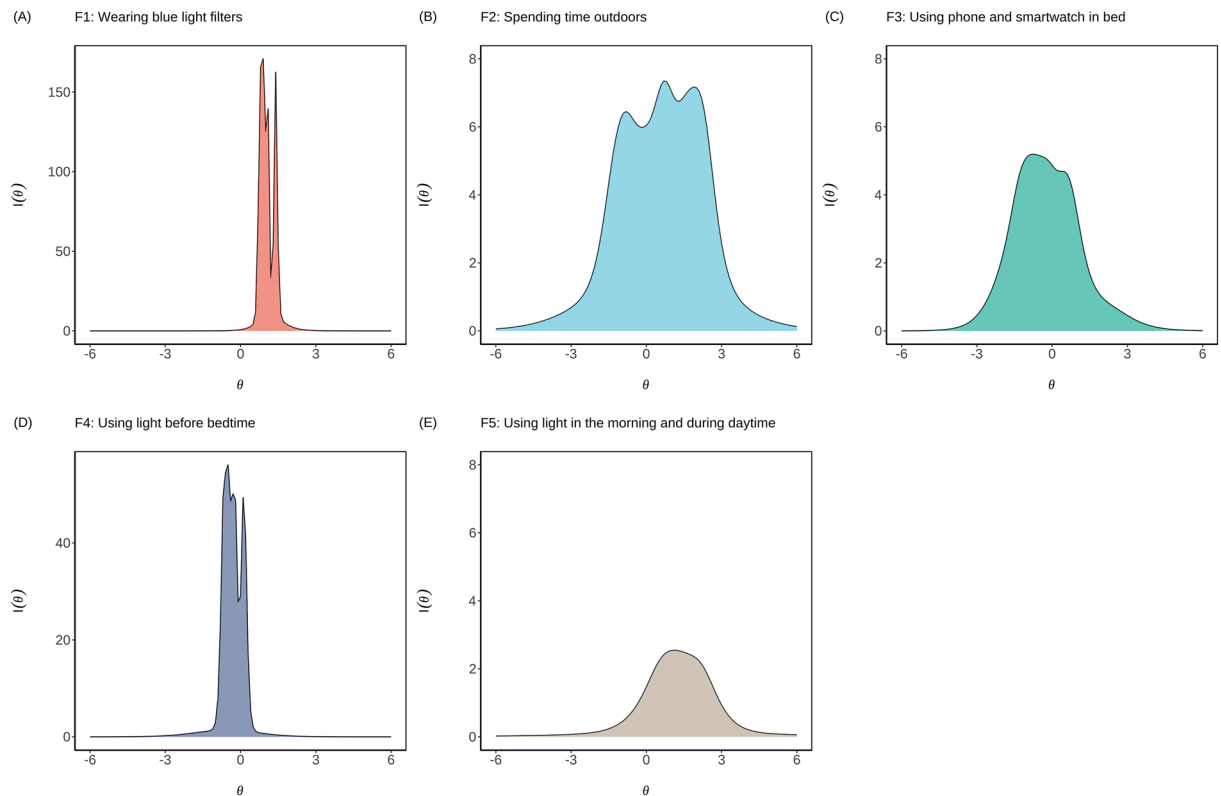 (A) F1: Wearing blue light filters
(B) F2: Spending time outdoors
(C) F3: Using phone and smartwatch in bed
I(θ)
150
100
50
0
-6 -3 0 3 6
θ
I(θ)
8
6
4
2
0
-6 -3 0 3 6
θ
I(θ)
8
6
4
2
0
-6 -3 0 3 6
θ
(D) F4: Using light before bedtime
(E) F5: Using light in the morning and during daytime
I(θ)
40
20
0
-6 -3 0 3 6
θ
I(θ)
8
6
4
2
0
-6 -3 0 3 6
θ